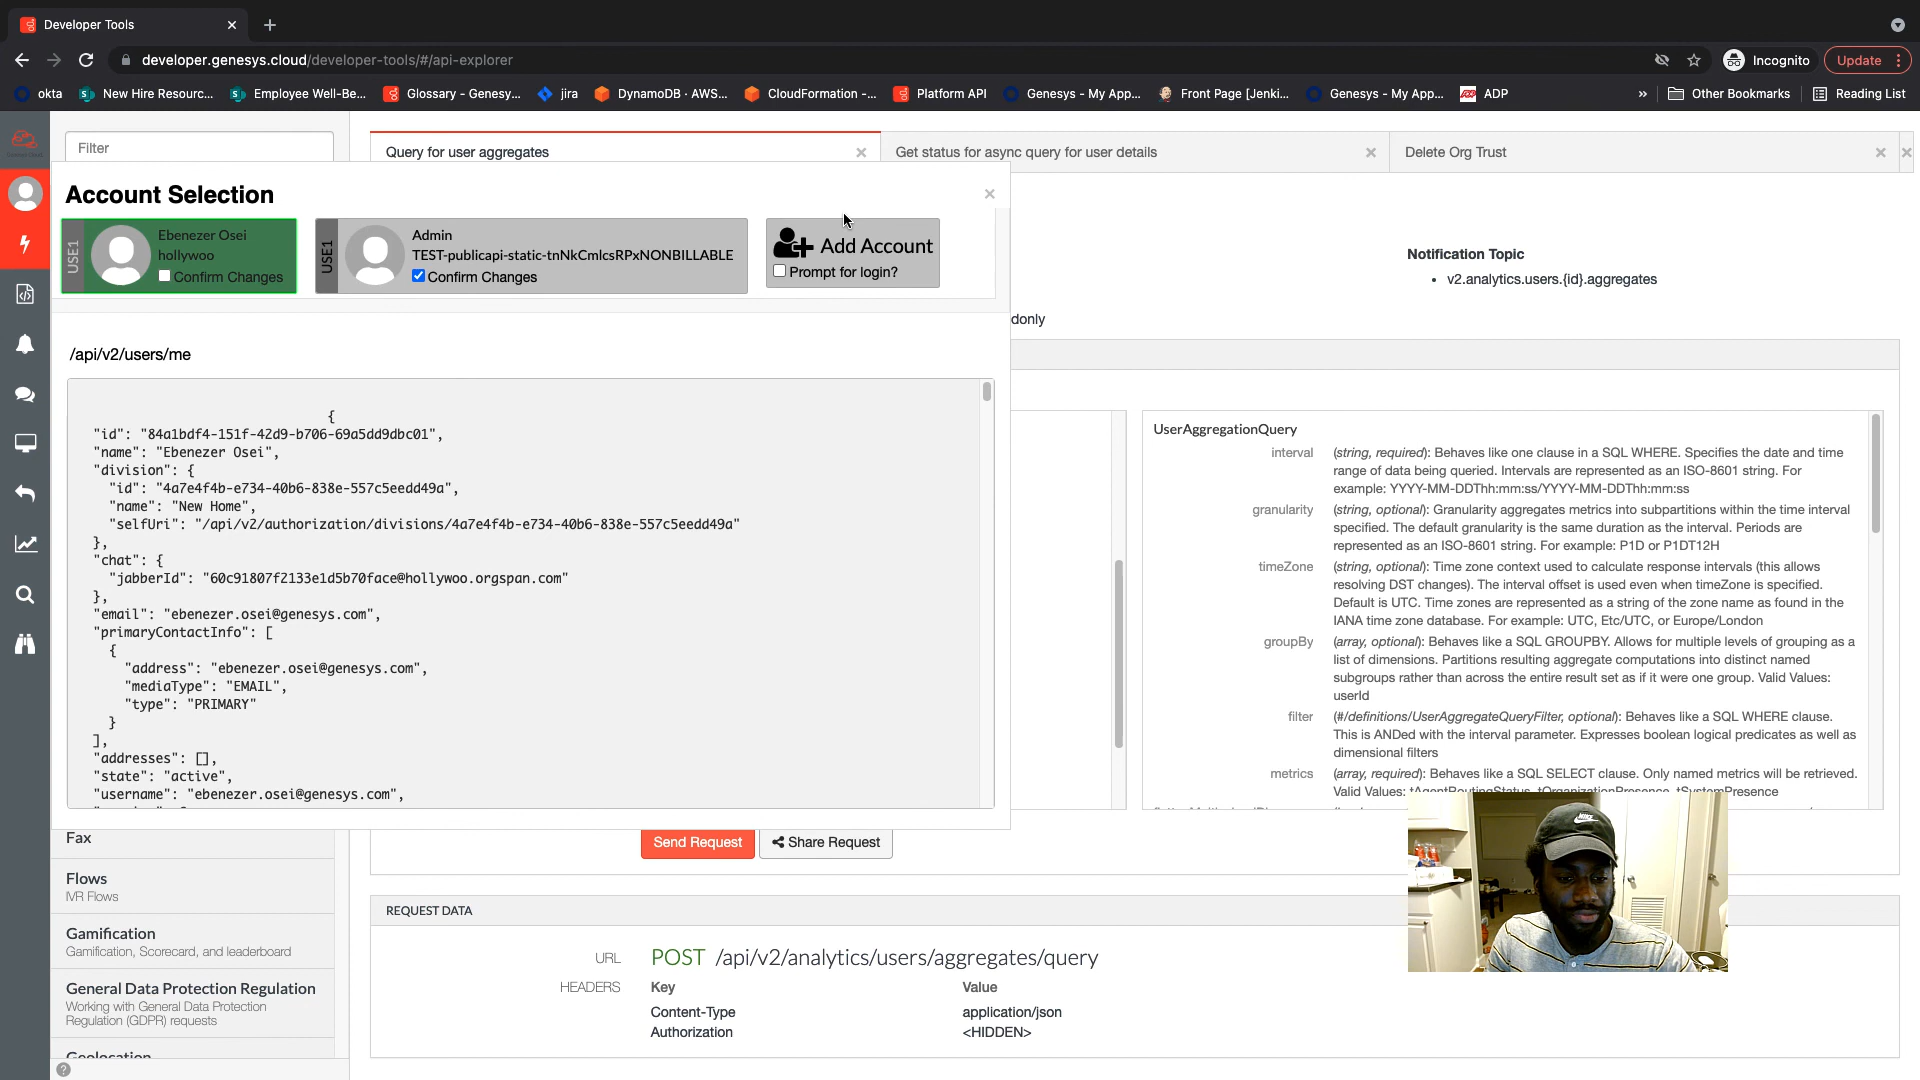 Developer Tools
developer.genesys.cloud/developer-tools/#/api-explorer
Incognito
Update
okta
New Hire Resourc...
Employee Well-Be...
Glossary - Genesy...
jira
DynamoDB · AWS...
CloudFormation -...
Platform API
Genesys - My App...
Front Page [Jenki...
Genesys - My App...
ADP
»
Other Bookmarks
Reading List
Filter
Query for user aggregates
Get status for async query for user details
Delete Org Trust
Account Selection
USE1
Ebenezer Osei
hollywoo
Confirm Changes
USE1
Admin
TEST-publicapi-static-tnNkCmlcsRPxNONBILLABLE
Confirm Changes
Add Account
Prompt for login?
Notification Topic
• v2.analytics.users.{id}.aggregates
donly
/api/v2/users/me
{
"id": "84a1bdf4-151f-42d9-b706-69a5dd9dbc01",
"name": "Ebenezer Osei",
"division": {
"id": "4a7e4f4b-e734-40b6-838e-557c5eedd49a",
"name": "New Home",
"selfUri": "/api/v2/authorization/divisions/4a7e4f4b-e734-40b6-838e-557c5eedd49a"
},
"chat": {
"jabberId": "60c91807f2133e1d5b70face@hollywoo.orgspan.com"
},
"email": "ebenezer.osei@genesys.com",
"primaryContactInfo": [
{
"address": "ebenezer.osei@genesys.com",
"mediaType": "EMAIL",
"type": "PRIMARY"
}
],
"addresses": [],
"state": "active",
"username": "ebenezer.osei@genesys.com",
UserAggregationQuery
interval
(string, required): Behaves like one clause in a SQL WHERE. Specifies the date and time
range of data being queried. Intervals are represented as an ISO-8601 string. For
example: YYYY-MM-DDThh:mm:ss/YYYY-MM-DDThh:mm:ss
granularity
(string, optional): Granularity aggregates metrics into subpartitions within the time interval
specified. The default granularity is the same duration as the interval. Periods are
represented as an ISO-8601 string. For example: P1D or P1DT12H
timeZone
(string, optional): Time zone context used to calculate response intervals (this allows
resolving DST changes). The interval offset is used even when timeZone is specified.
Default is UTC. Time zones are represented as a string of the zone name as found in the
IANA time zone database. For example: UTC, Etc/UTC, or Europe/London
groupBy
(array, optional): Behaves like a SQL GROUPBY. Allows for multiple levels of grouping as a
list of dimensions. Partitions resulting aggregate computations into distinct named
subgroups rather than across the entire result set as if it were one group. Valid Values:
userId
filter
(#/definitions/UserAggregateQueryFilter, optional): Behaves like a SQL WHERE clause.
This is ANDed with the interval parameter. Expresses boolean logical predicates as well as
dimensional filters
metrics
(array, required): Behaves like a SQL SELECT clause. Only named metrics will be retrieved.
Valid Values: tAgentRoutingStatus, tOrganizationPresence, tSystemPresence
Fax
Flows
IVR Flows
Gamification
Gamification, Scorecard, and leaderboard
General Data Protection Regulation
Working with General Data Protection
Regulation (GDPR) requests
Geolocation
Send Request
Share Request
REQUEST DATA
URL
POST /api/v2/analytics/users/aggregates/query
HEADERS
Key
Value
Content-Type
application/json
Authorization
<HIDDEN>